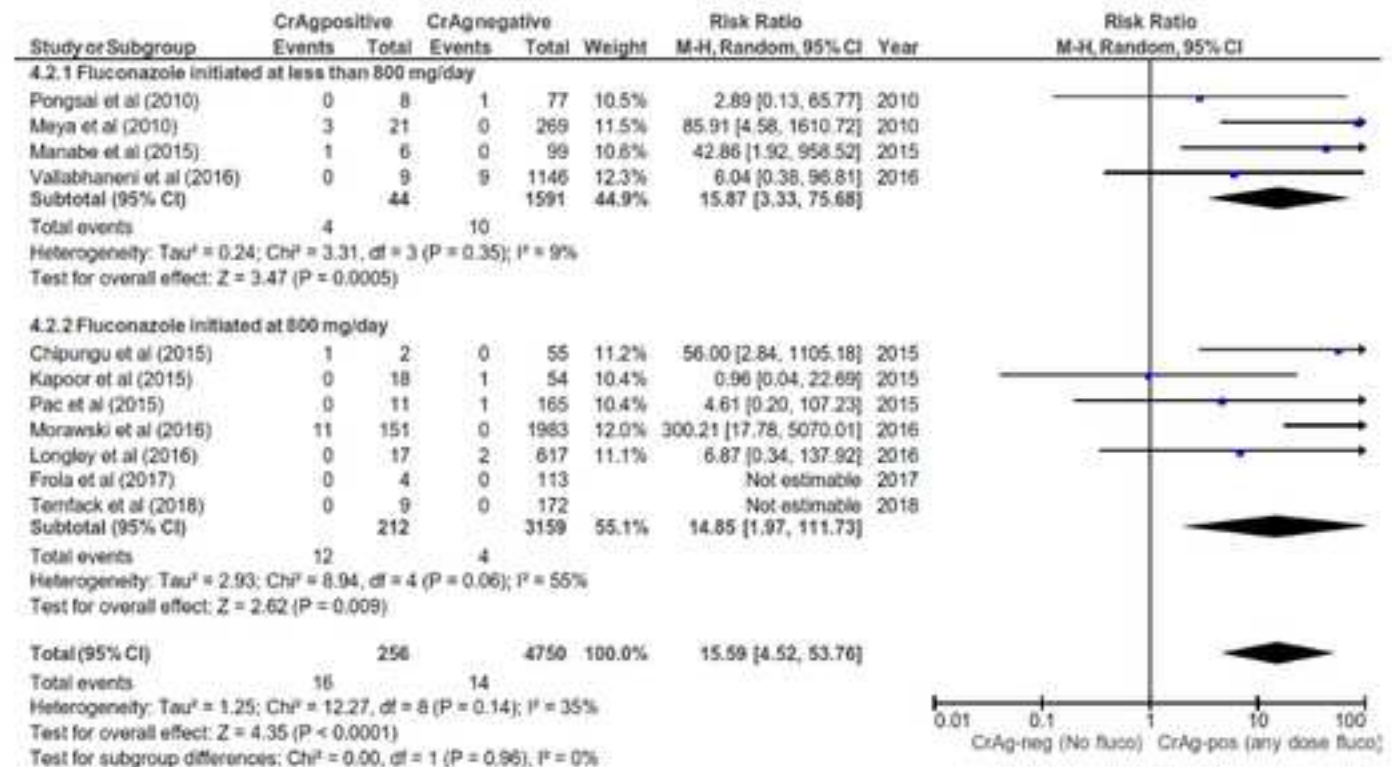 CrAgpositive CrAgnegative Risk Ratio Risk Ratio
Study or Subgroup Events Total Events Total Weight M-H, Random, 95% CI Year M-H, Random, 95% CI
4.2.1 Fluconazole initiated at less than 800 mg/day
Pongsai et al (2010) 0 8 1 77 10.5% 2.89 [0.13, 65.77] 2010
Meya et al (2010) 3 21 0 269 11.5% 85.91 [4.58, 1610.72] 2010
Manabe et al (2015) 1 6 0 99 10.6% 42.86 [1.92, 958.52] 2015
Vallabhaneni et al (2016) 0 9 9 1146 12.3% 6.04 [0.38, 96.81] 2016
Subtotal (95% CI) 44 1591 44.9% 15.87 [3.33, 75.68]
Total events 4 10
Heterogeneity: Tau² = 0.24; Chi² = 3.31, df = 3 (P = 0.35); I² = 9%
Test for overall effect: Z = 3.47 (P = 0.0005)
4.2.2 Fluconazole initiated at 800 mg/day
Chipungu et al (2015) 1 2 0 55 11.2% 56.00 [2.84, 1105.18] 2015
Kapoor et al (2015) 0 18 1 54 10.4% 0.96 [0.04, 22.69] 2015
Pac et al (2015) 0 11 1 165 10.4% 4.61 [0.20, 107.23] 2015
Morawski et al (2016) 11 151 0 1983 12.0% 300.21 [17.78, 5070.01] 2016
Longley et al (2016) 0 17 2 617 11.1% 6.87 [0.34, 137.92] 2016
Frola et al (2017) 0 4 0 113 Not estimable 2017
Temfack et al (2018) 0 9 0 172 Not estimable 2018
Subtotal (95% CI) 212 3159 55.1% 14.85 [1.97, 111.73]
Total events 12 4
Heterogeneity: Tau² = 2.93; Chi² = 8.94, df = 4 (P = 0.06); I² = 55%
Test for overall effect: Z = 2.62 (P = 0.009)
Total (95% CI) 256 4750 100.0% 15.59 [4.52, 53.76]
Total events 16 14
Heterogeneity: Tau² = 1.25; Chi² = 12.27, df = 8 (P = 0.14); I² = 35%
Test for overall effect: Z = 4.35 (P < 0.0001)
Test for subgroup differences: Chi² = 0.00, df = 1 (P = 0.96), I² = 0%
0.01 0.1 1 10 100
CrAg-neg (No fluco) CrAg-pos (any dose fluco)